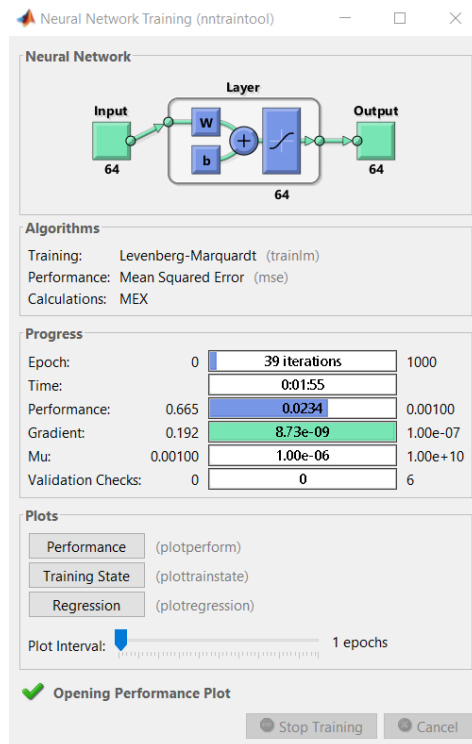 Neural Network Training (nntraintool)
Neural Network
Layer
Input
Output
W
b
+
64
64
64
Algorithms
Training: Levenberg-Marquardt (trainlm)
Performance: Mean Squared Error (mse)
Calculations: MEX
Progress
Epoch: 0 39 iterations 1000
Time: 0:01:55
Performance: 0.665 0.0234 0.00100
Gradient: 0.192 8.73e-09 1.00e-07
Mu: 0.00100 1.00e-06 1.00e+10
Validation Checks: 0 0 6
Plots
Performance (plotperform)
Training State (plottrainstate)
Regression (plotregression)
Plot Interval: 1 epochs
Opening Performance Plot
Stop Training Cancel